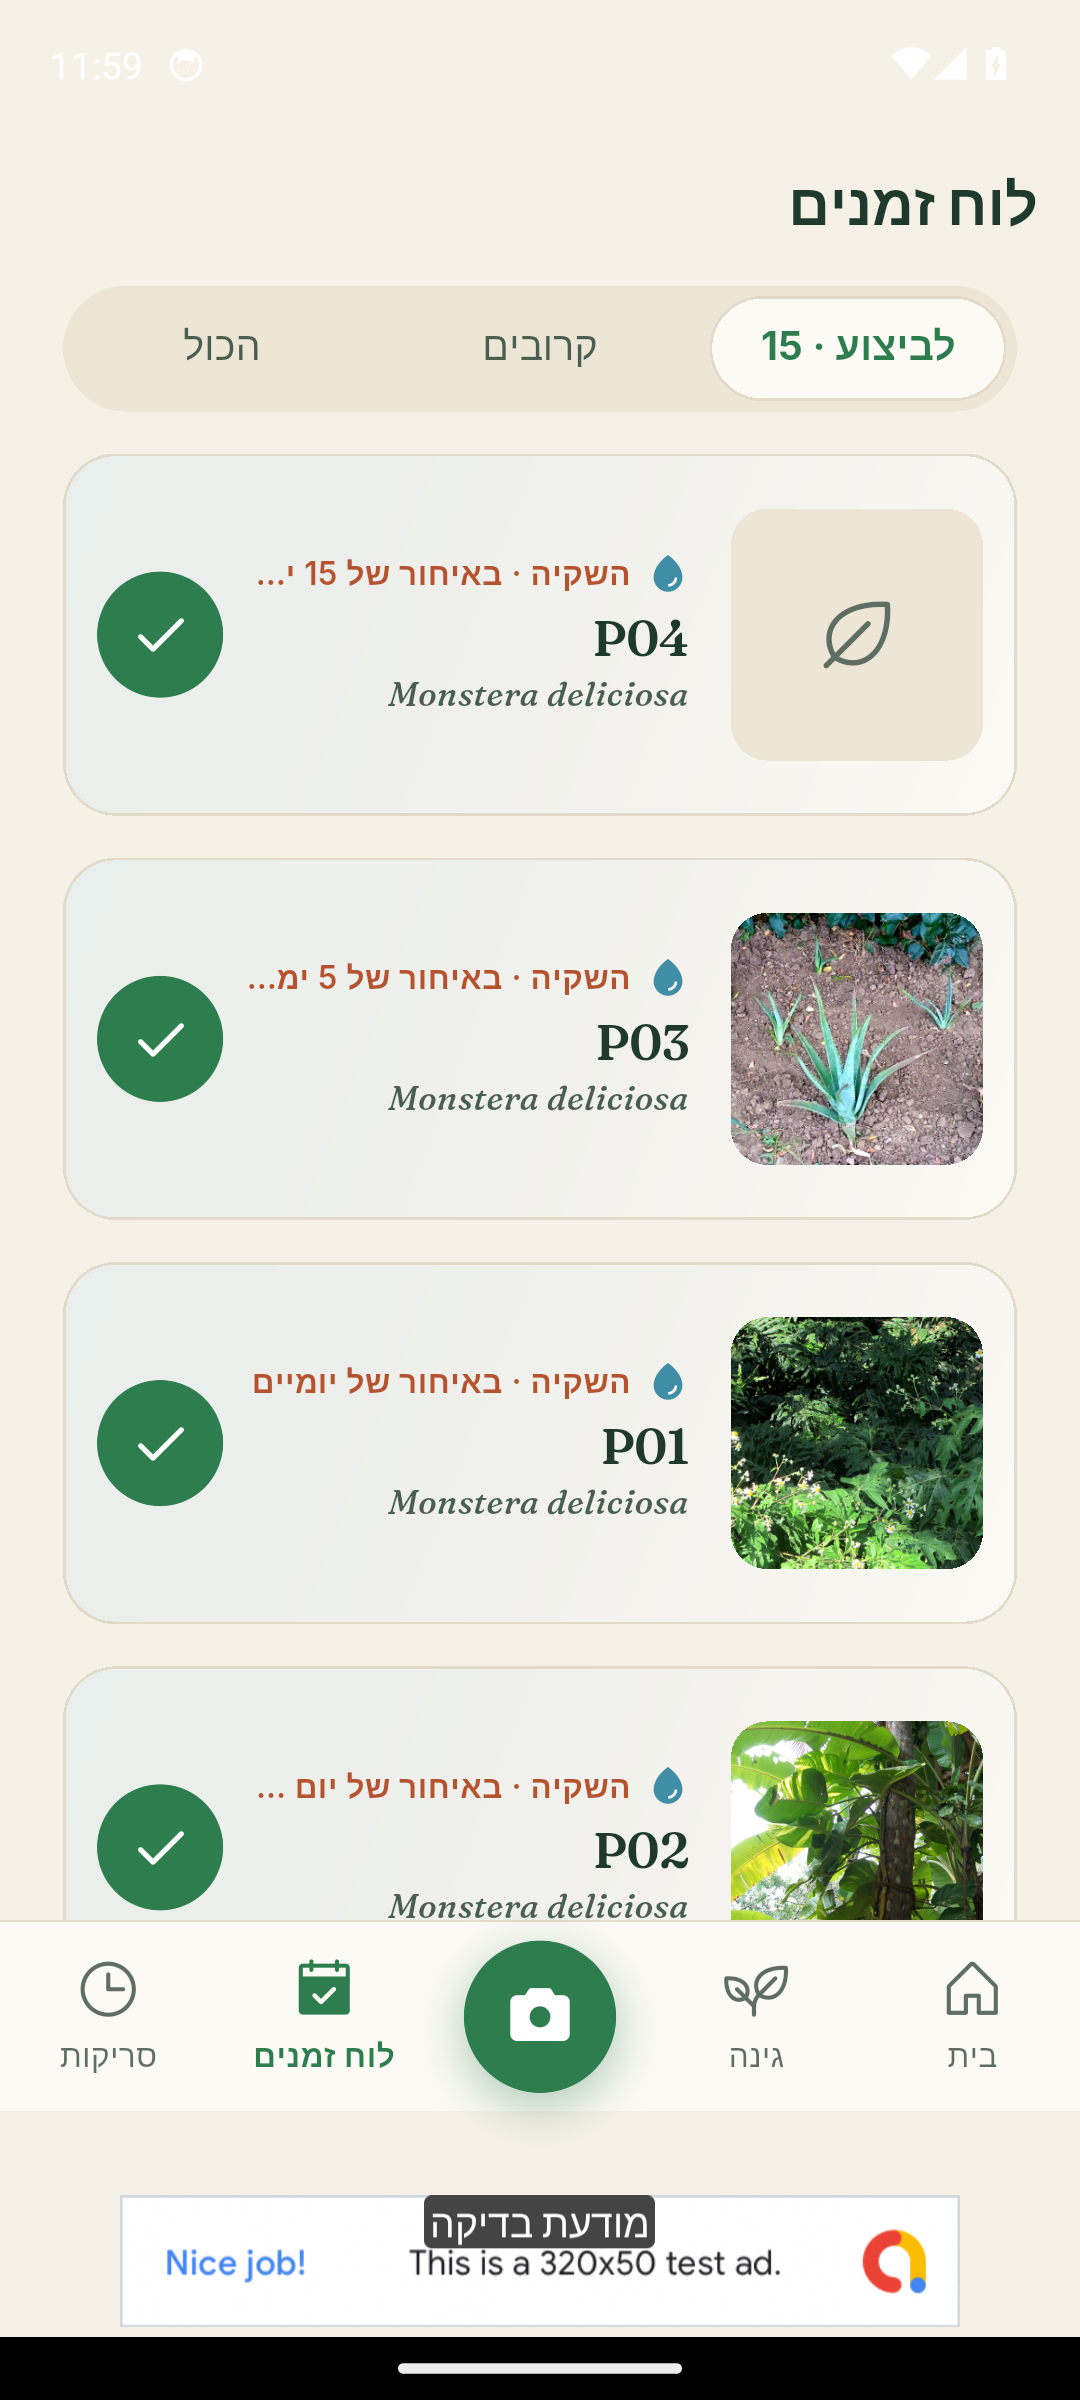 11:59
לוח זמנים
לביצוע · 15
קרובים
הכול
השקיה · באיחור של 15 י...
P04
Monstera deliciosa
השקיה · באיחור של 5 ימ...
P03
Monstera deliciosa
השקיה · באיחור של יומיים
P01
Monstera deliciosa
השקיה · באיחור של יום ...
P02
Monstera deliciosa
בית
גינה
לוח זמנים
סריקות
מודעת בדיקה
Nice job!
This is a 320x50 test ad.